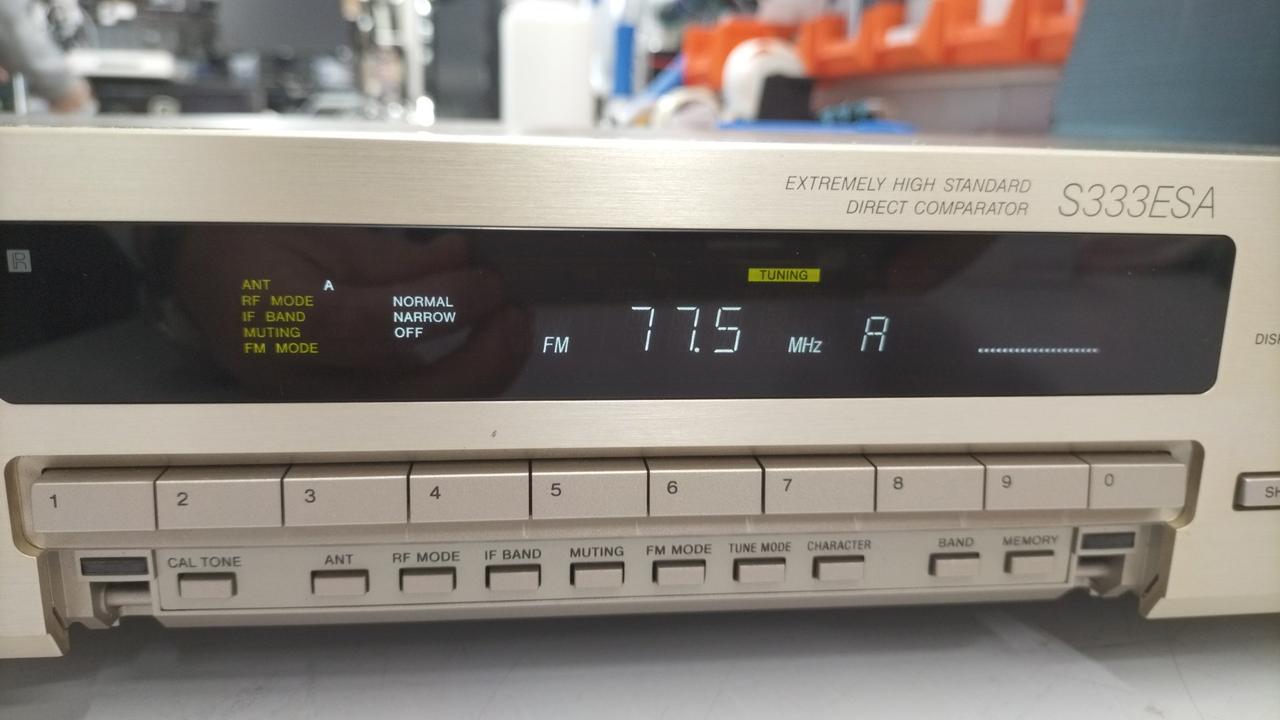 EXTREMELY HIGH STANDARD
DIRECT COMPARATOR
S333ESA
R
TUNING
ANT A
RF MODE NORMAL
IF BAND NARROW
MUTING OFF
FM MODE
FM 77.5 MHz A
1 2 3 4 5 6 7 8 9 0
CAL TONE ANT RF MODE IF BAND MUTING FM MODE TUNE MODE CHARACTER BAND MEMORY